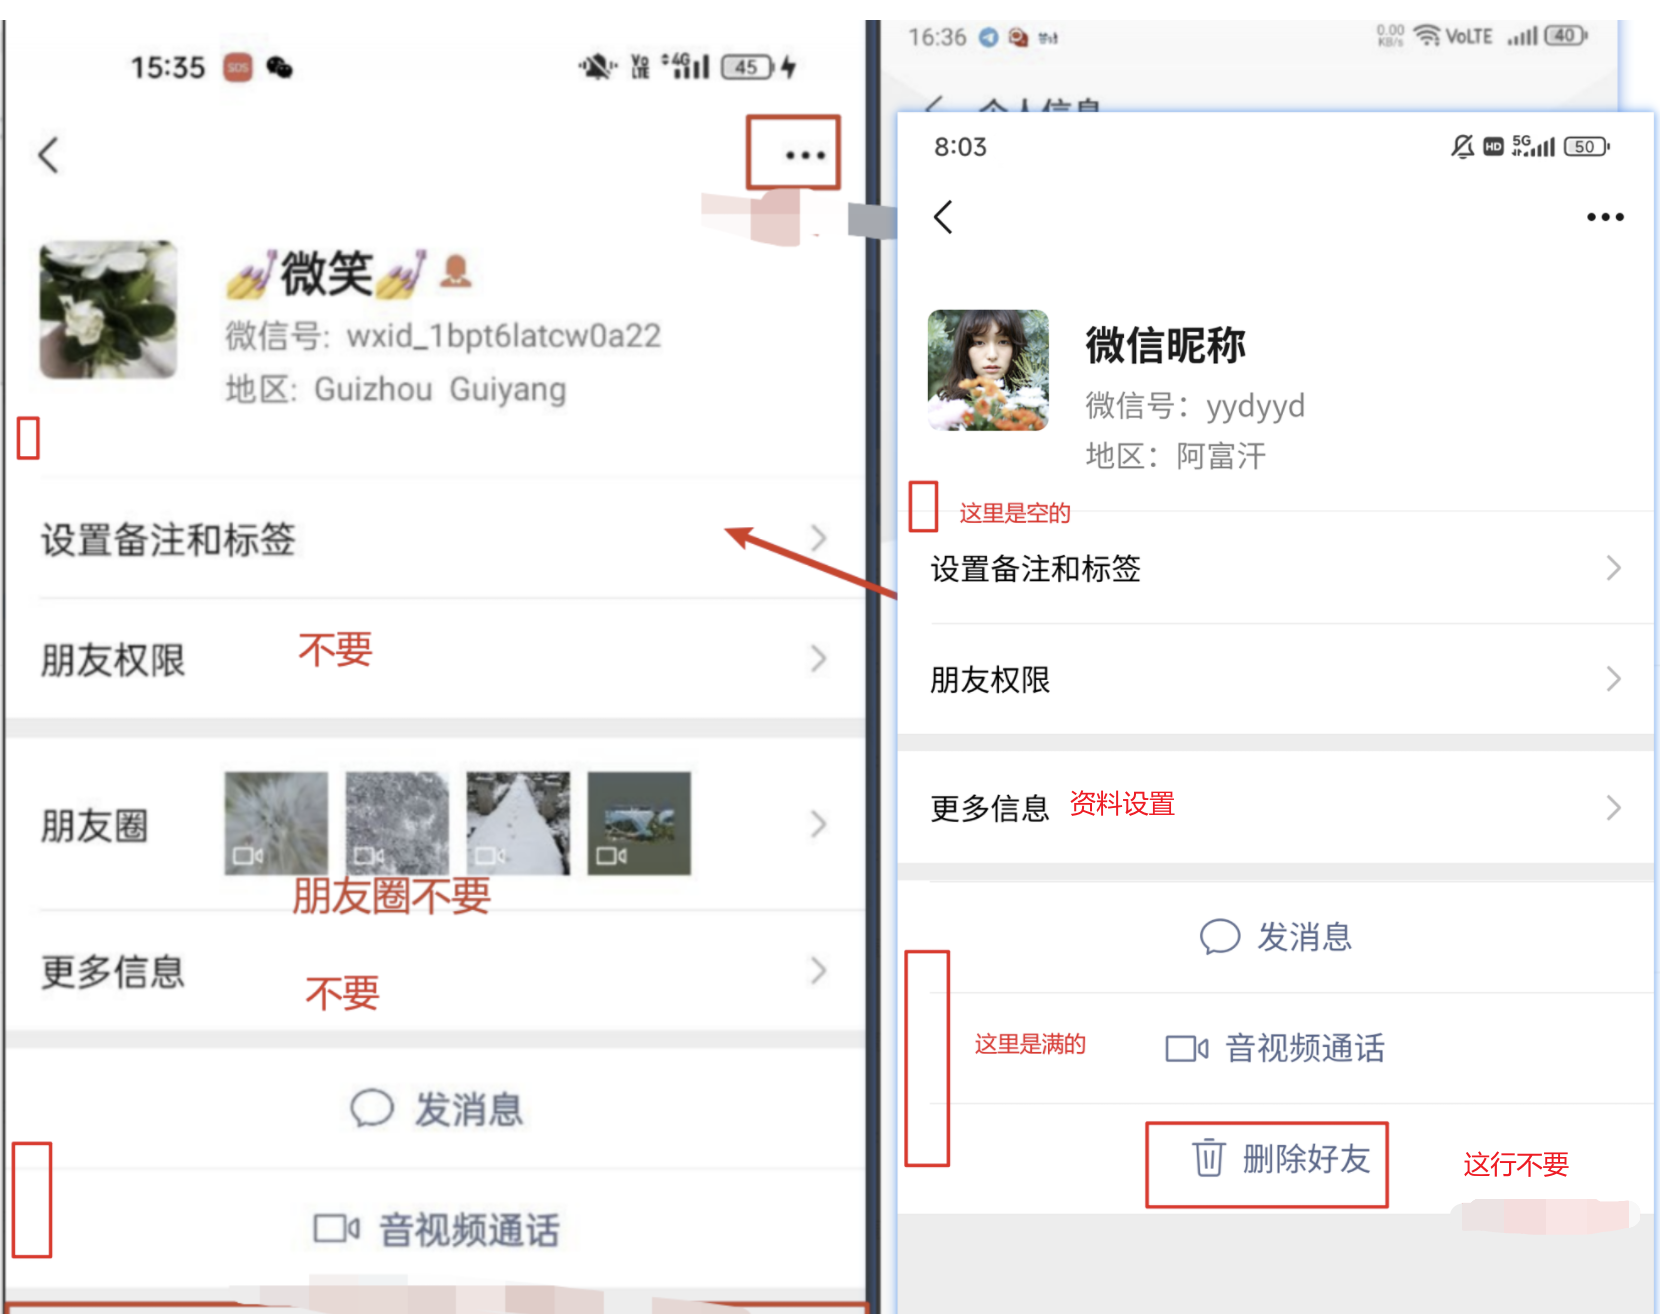 15:35 SOS VoLTE 4G 45
微笑
微信号: wxid_1bpt6latcw0a22
地区: Guizhou Guiyang
设置备注和标签
朋友权限 不要
朋友圈
朋友圈不要
更多信息
不要
发消息
音视频通话
16:36 0.00 KB/s VoLTE 40
个人信息
8:03 HD 5G 50
微信昵称
微信号: yydyyd
地区: 阿富汗
这里是空的
设置备注和标签
朋友权限
更多信息 资料设置
发消息
这里是满的 音视频通话
删除好友 这行不要